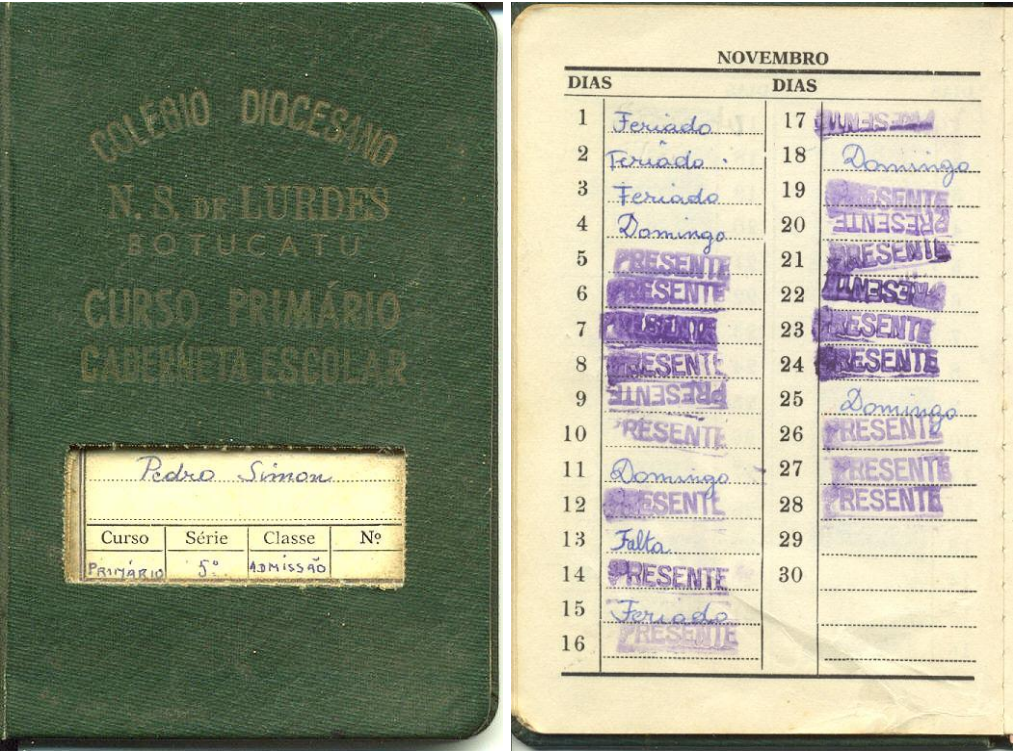 COLÉGIO DIOCESANO
N. S. DE LURDES
BOTUCATU
CURSO PRIMÁRIO
CADERNETA ESCOLAR
Pedro Simon
Curso Série Classe Nº
PRIMÁRIO 5º ADMISSÃO
NOVEMBRO
DIAS
1 Feriado
2 Feriado
3 Feriado
4 Domingo
5 PRESENTE
6 PRESENTE
7 PRESENTE
8 PRESENTE
9 PRESENTE
10 PRESENTE
11 Domingo
12 PRESENTE
13 Falta
14 PRESENTE
15 Feriado
16 PRESENTE
DIAS
17 PRESENTE
18 Domingo
19 PRESENTE
20 PRESENTE
21 PRESENTE
22 PRESENTE
23 PRESENTE
24 PRESENTE
25 Domingo
26 PRESENTE
27 PRESENTE
28 PRESENTE
29
30